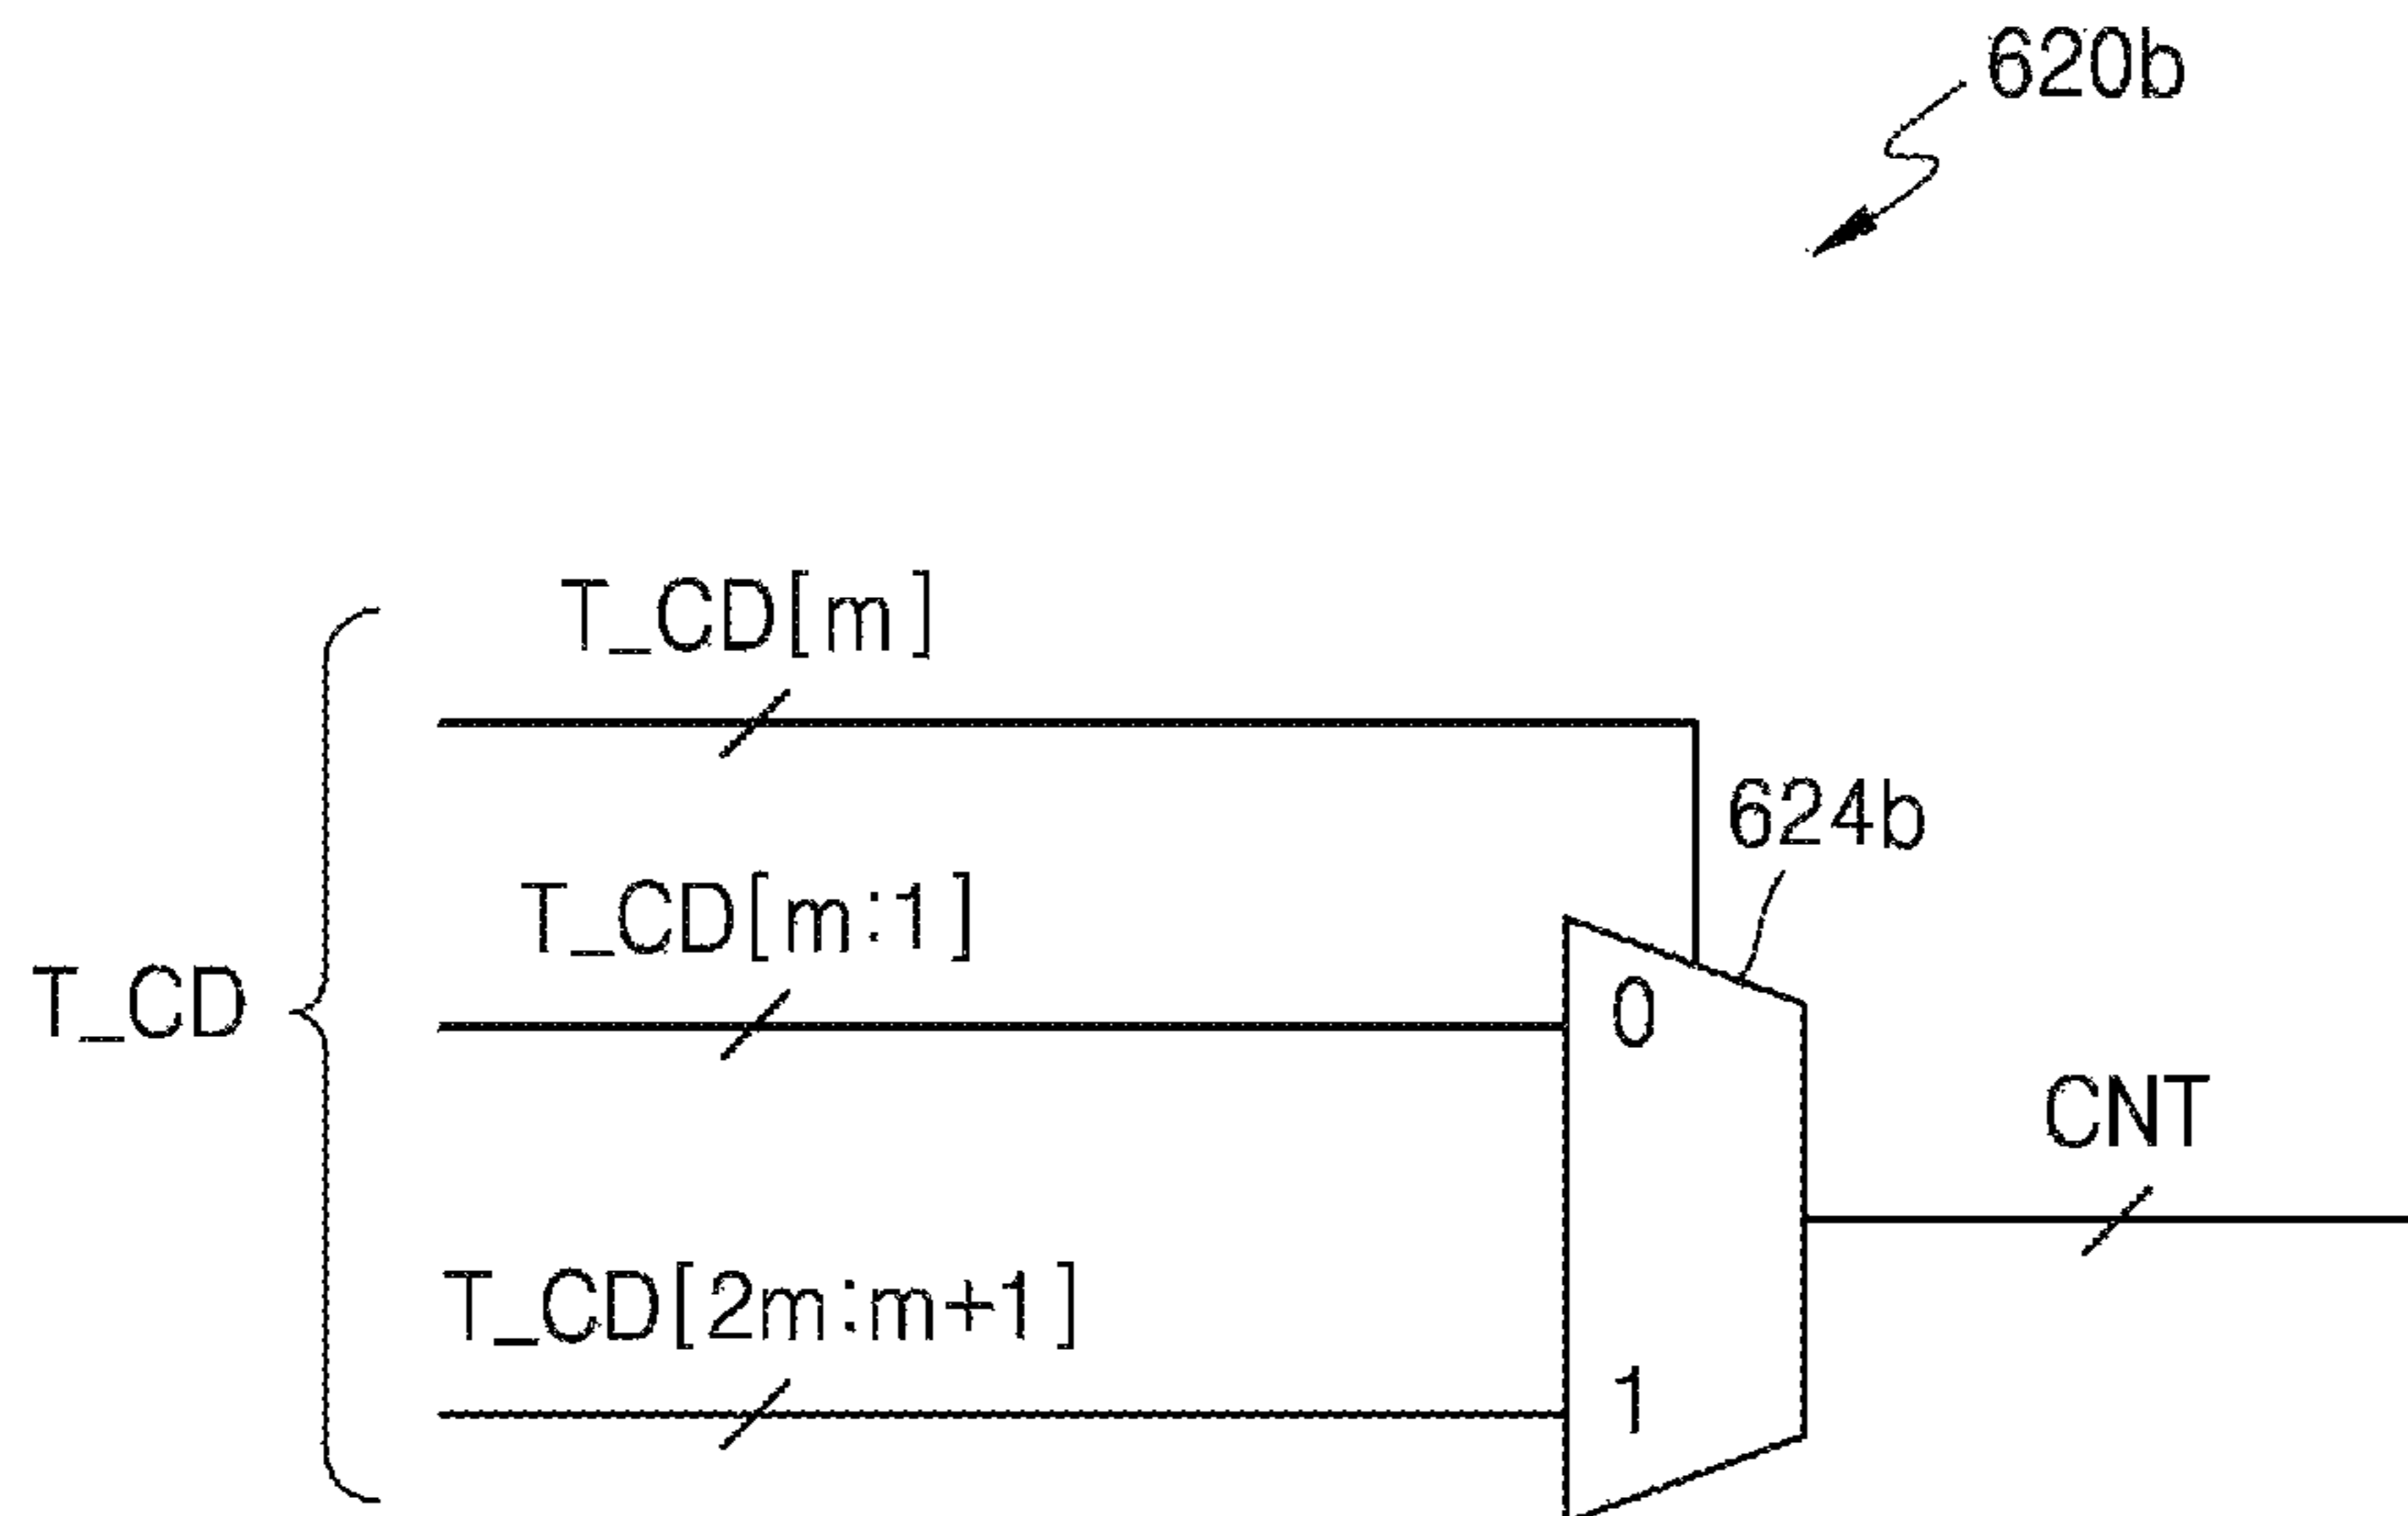 620b
T_CD[m]
624b
T_CD[m:1]
0
T_CD
CNT
T_CD[2m:m+1]
1